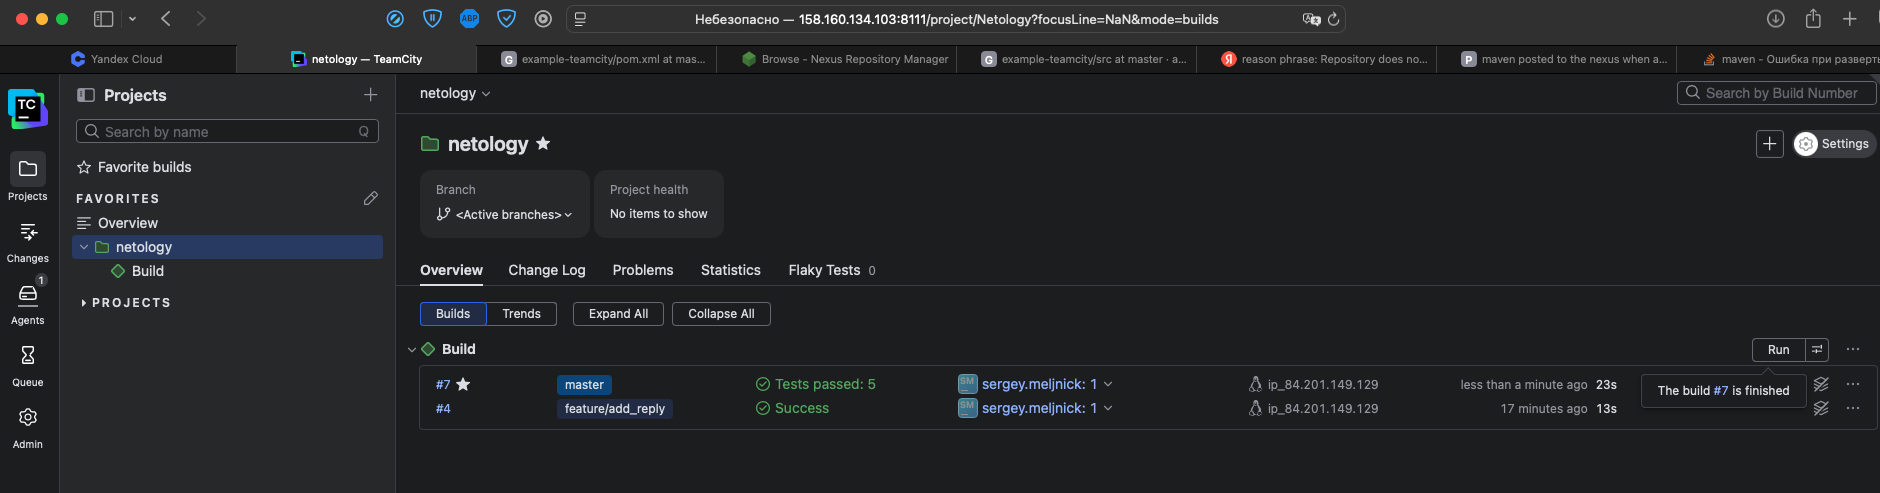 Небезопасно — 158.160.134.103:8111/project/Netology?focusLine=NaN&mode=builds
ABP
Yandex Cloud
netology — TeamCity
G example-teamcity/pom.xml at mas...
Browse - Nexus Repository Manager
G example-teamcity/src at master · a...
Я reason phrase: Repository does no...
P maven posted to the nexus when a...
maven - Ошибка при разверты
TC
Projects
Changes
1
Agents
Queue
Admin
Projects
Search by name
Q
Favorite builds
FAVORITES
Overview
netology
Build
PROJECTS
netology
Search by Build Number
netology
Settings
Branch
<Active branches>
Project health
No items to show
Overview
Change Log
Problems
Statistics
Flaky Tests 0
Builds
Trends
Expand All
Collapse All
Build
Run
#7
master
Tests passed: 5
SM
sergey.meljnick: 1
ip_84.201.149.129
less than a minute ago
23s
The build #7 is finished
#4
feature/add_reply
Success
SM
sergey.meljnick: 1
ip_84.201.149.129
17 minutes ago
13s